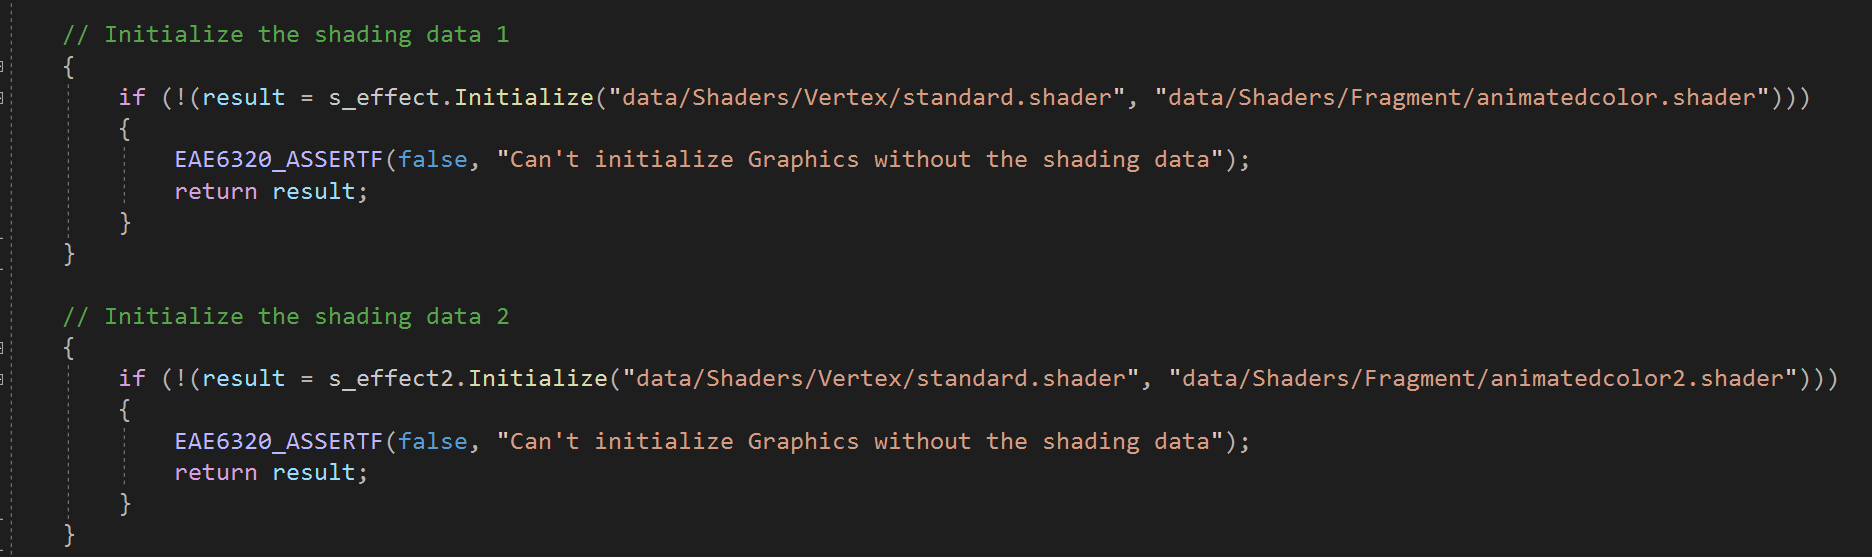 // Initialize the shading data 1
{
if (!(result = s_effect.Initialize("data/Shaders/Vertex/standard.shader", "data/Shaders/Fragment/animatedcolor.shader")))
{
EAE6320_ASSERTF(false, "Can't initialize Graphics without the shading data");
return result;
}
}
// Initialize the shading data 2
{
if (!(result = s_effect2.Initialize("data/Shaders/Vertex/standard.shader", "data/Shaders/Fragment/animatedcolor2.shader")))
{
EAE6320_ASSERTF(false, "Can't initialize Graphics without the shading data");
return result;
}
}